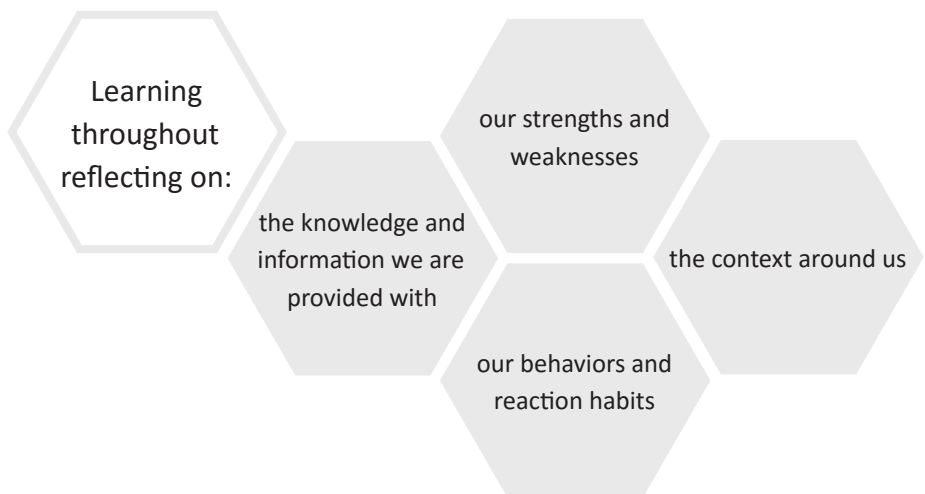 Learning
throughout
reflecting on:
the knowledge and
information we are
provided with
our strengths and
weaknesses
our behaviors and
reaction habits
the context around us